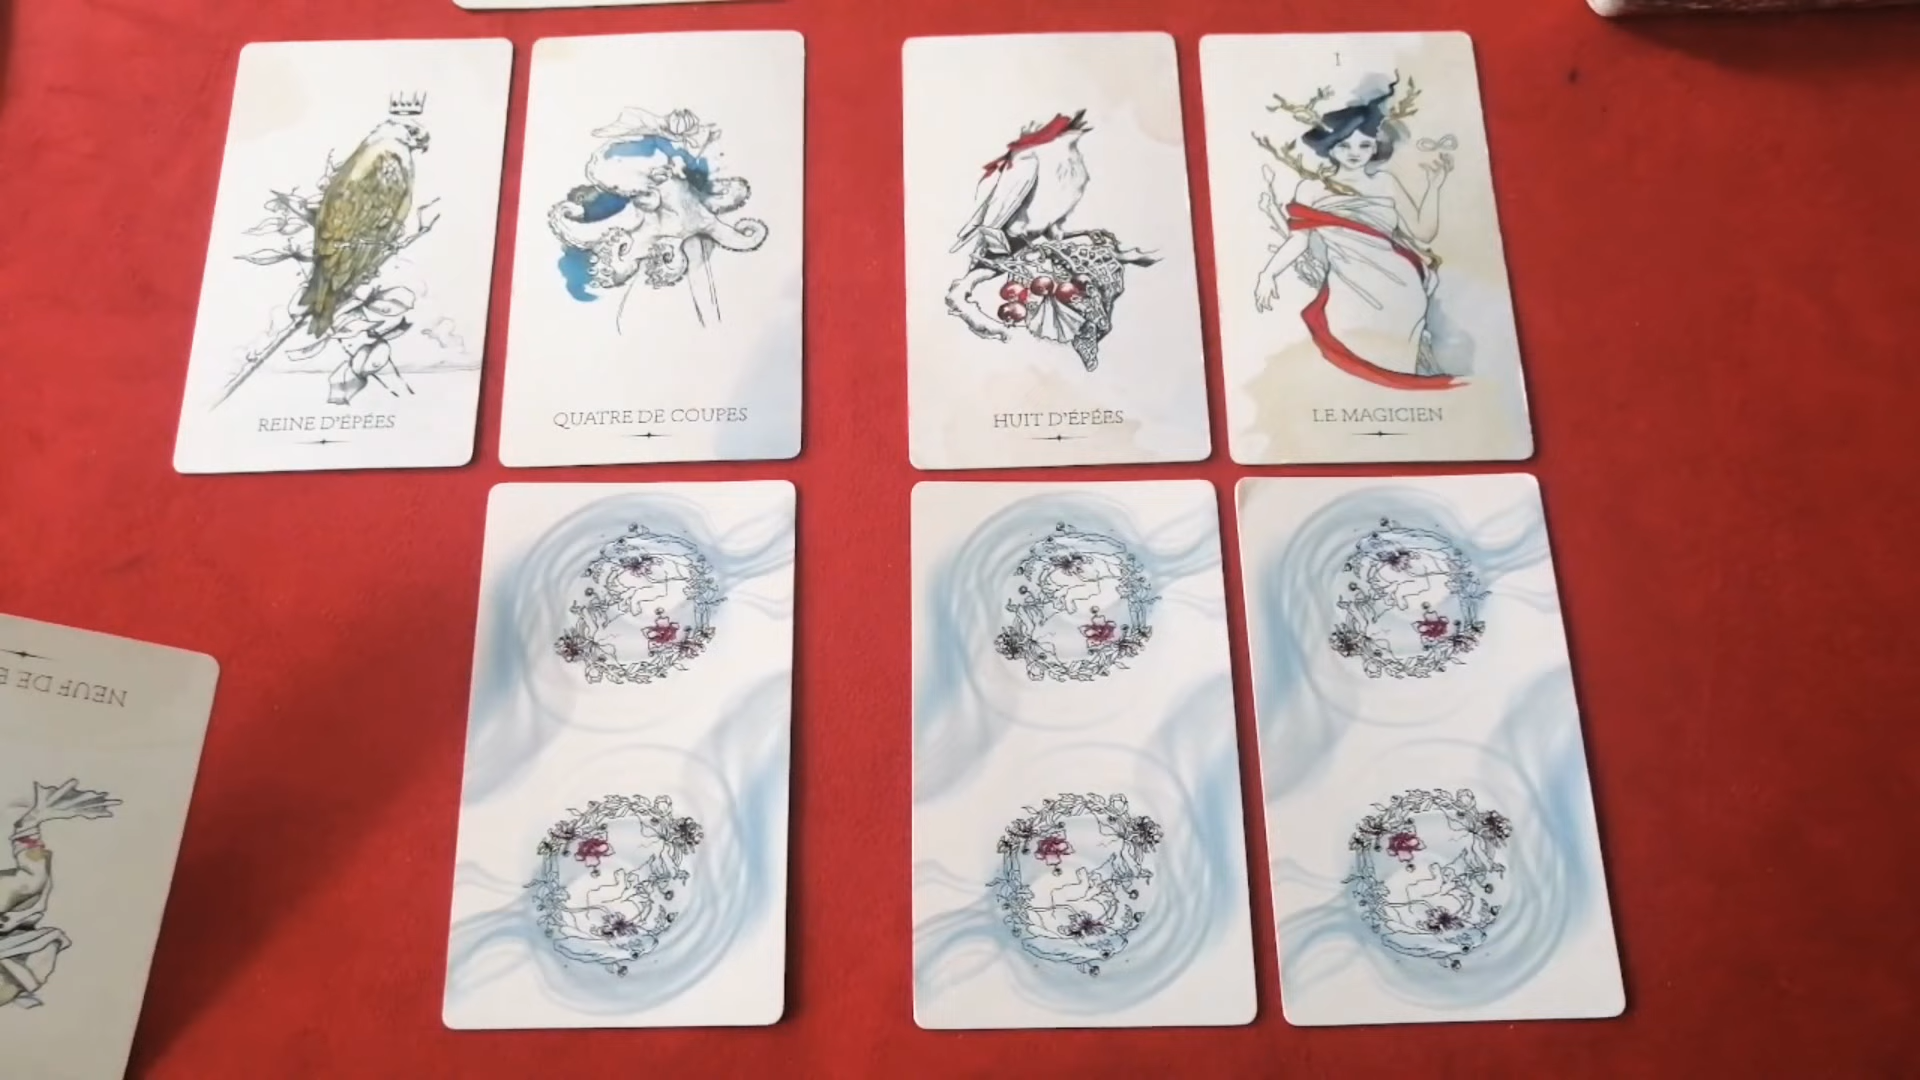 REINE D'ÉPÉES
QUATRE DE COUPES
HUIT D'ÉPÉES
I
LE MAGICIEN
NEUF DE